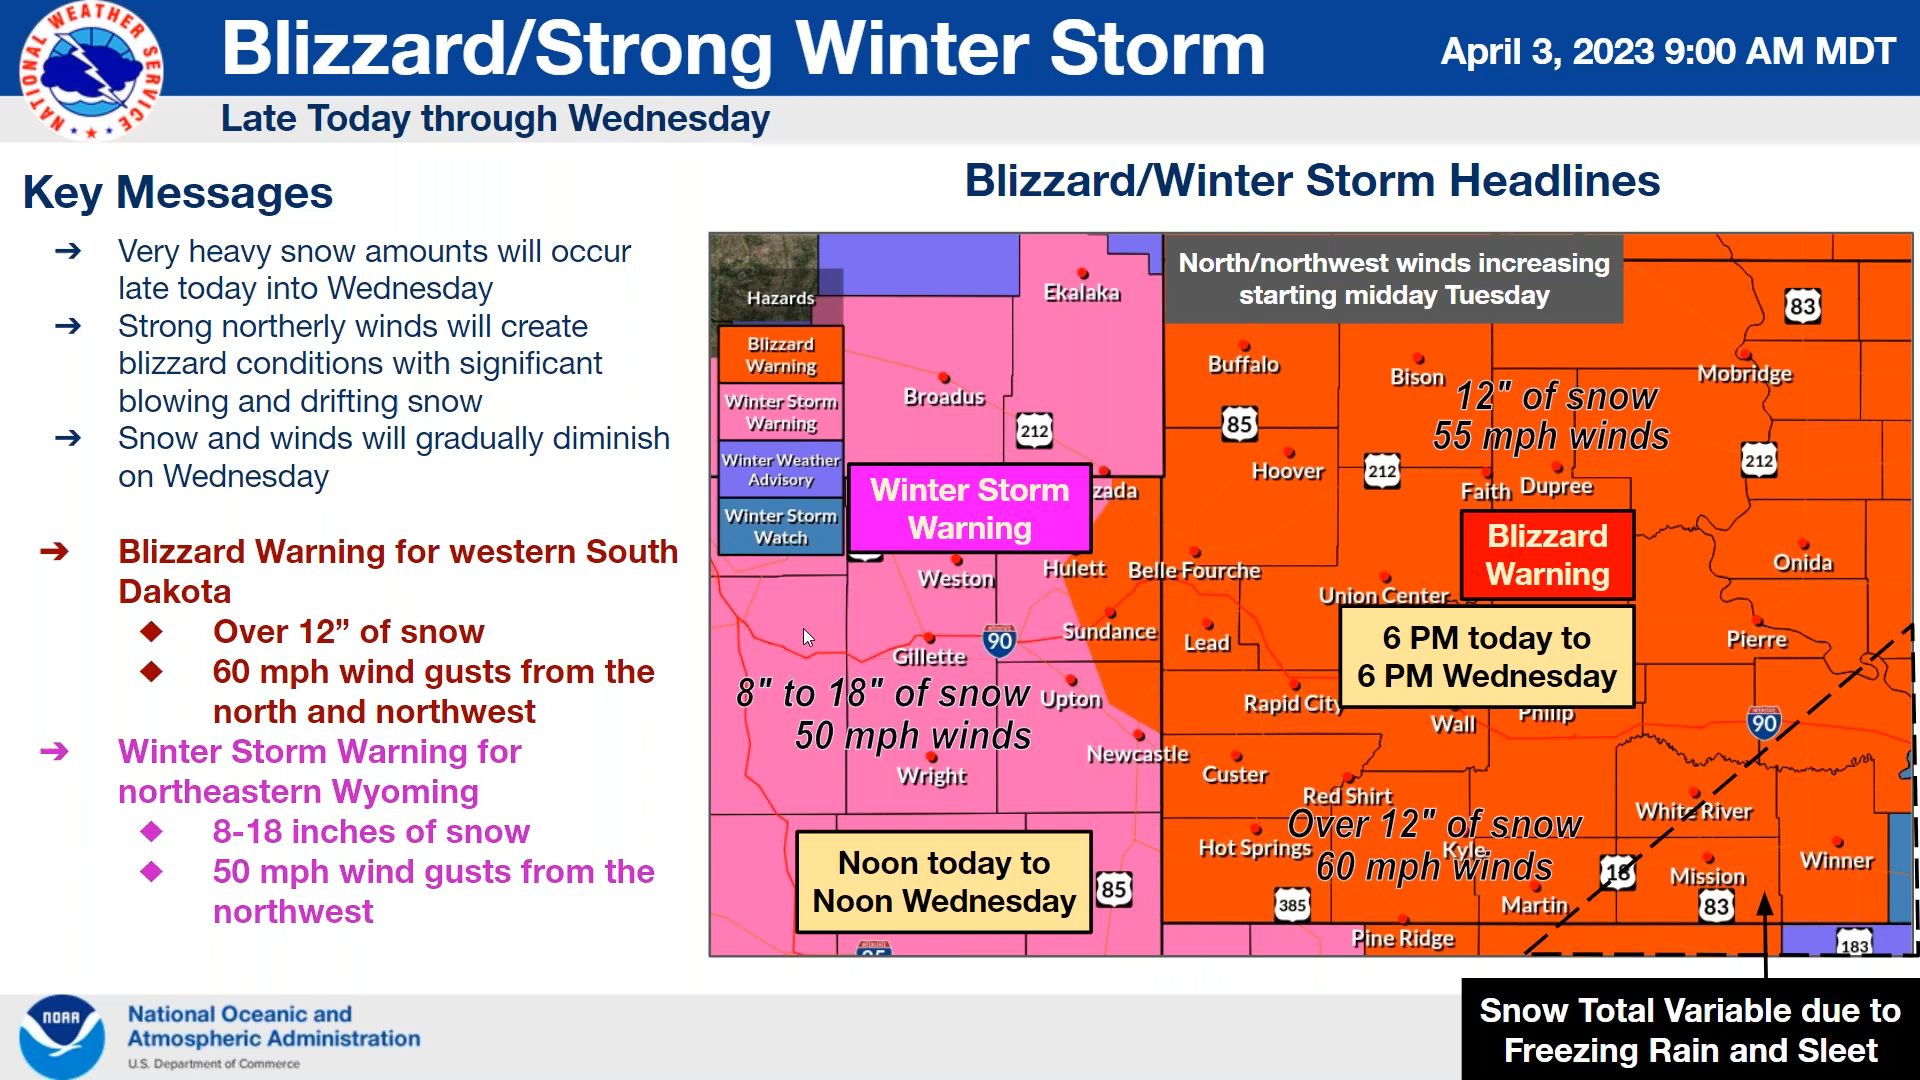 NATIONAL WEATHER SERVICE
Blizzard/Strong Winter Storm
April 3, 2023 9:00 AM MDT
Late Today through Wednesday
Key Messages
➔ Very heavy snow amounts will occur
late today into Wednesday
➔ Strong northerly winds will create
blizzard conditions with significant
blowing and drifting snow
➔ Snow and winds will gradually diminish
on Wednesday
➔ Blizzard Warning for western South
Dakota
◆ Over 12” of snow
◆ 60 mph wind gusts from the
north and northwest
➔ Winter Storm Warning for
northeastern Wyoming
◆ 8-18 inches of snow
◆ 50 mph wind gusts from the
northwest
Blizzard/Winter Storm Headlines
North/northwest winds increasing
starting midday Tuesday
Hazards
Blizzard
Warning
Winter Storm
Warning
Winter Weather
Advisory
Winter Storm
Watch
Ekalaka
83
Broadus
Buffalo
Bison
Mobridge
12" of snow
55 mph winds
212
85
Hoover
212
212
Faith
Dupree
Winter Storm
Warning
zada
Blizzard
Warning
Weston
Hulett
Belle Fourche
Union Center
Onida
6 PM today to
6 PM Wednesday
Gillette
90
Sundance
Lead
Pierre
8" to 18" of snow
50 mph winds
Upton
Rapid City
Wall
Philip
90
Newcastle
Wright
Custer
Red Shirt
White River
Over 12" of snow
60 mph winds
Hot Springs
Kyle
18
Mission
Winner
Noon today to
Noon Wednesday
85
385
Martin
83
Pine Ridge
183
Snow Total Variable due to
Freezing Rain and Sleet
NOAA
National Oceanic and
Atmospheric Administration
U.S. Department of Commerce